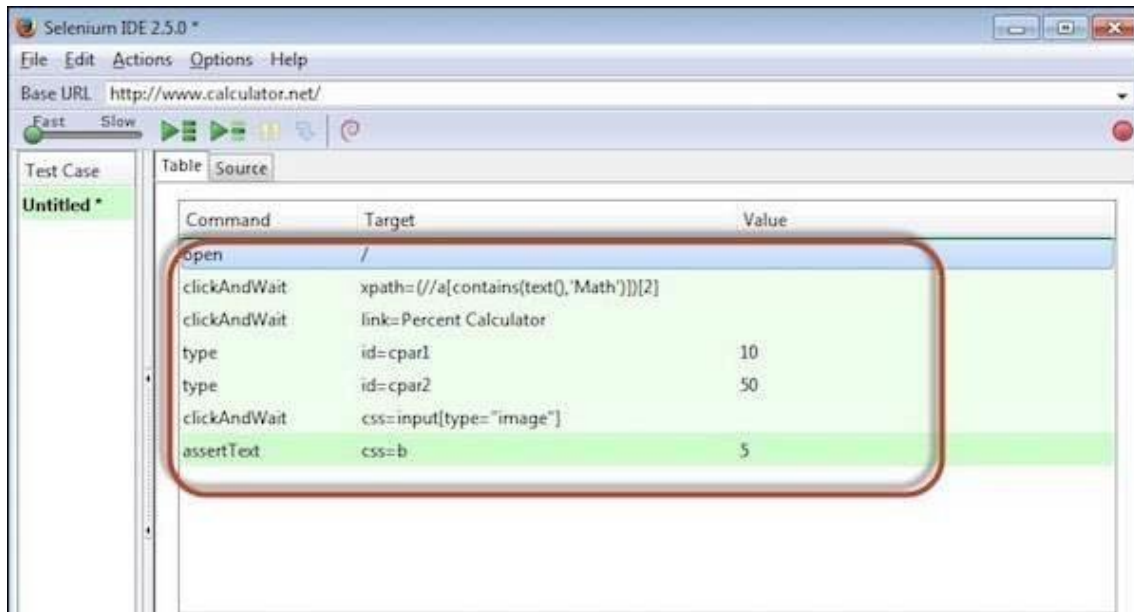 Selenium IDE 2.5.0 *
File Edit Actions Options Help
Base URL http://www.calculator.net/
Fast Slow
Test Case
Table Source
Untitled *
Command Target Value
open /
clickAndWait xpath=(//a[contains(text(),'Math')])[2]
clickAndWait link=Percent Calculator
type id=cpar1 10
type id=cpar2 50
clickAndWait css=input[type="image"]
assertText css=b 5